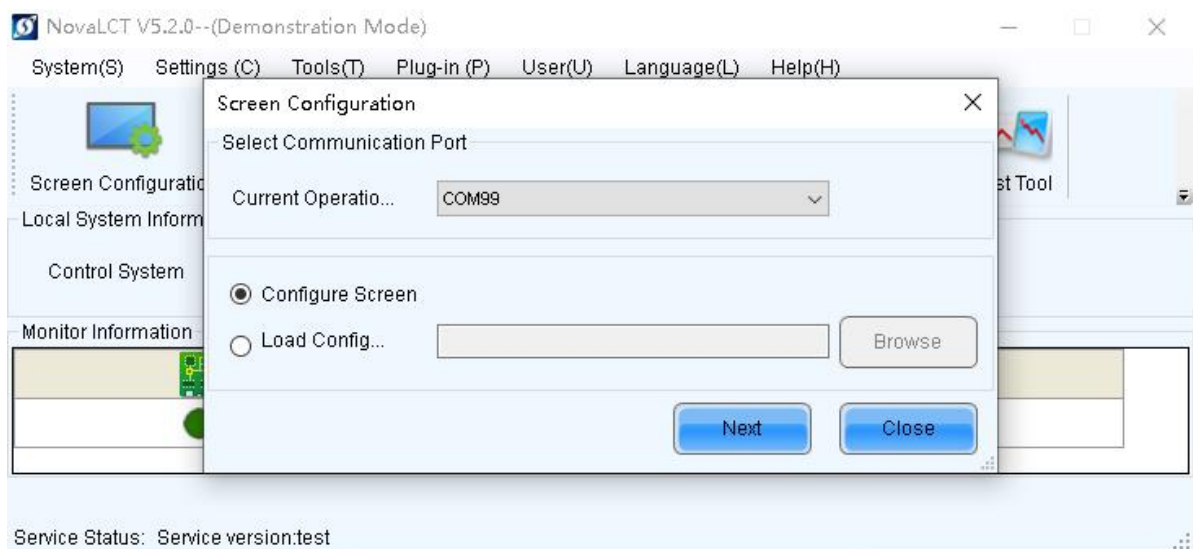 NovaLCT V5.2.0--(Demonstration Mode)
System(S) Settings (C) Tools(T) Plug-in (P) User(U) Language(L) Help(H)
Screen Configuration
Select Communication Port
Screen Configuratio
st Tool
Current Operatio... COM99
Local System Inform
Control System
Configure Screen
Monitor Information
Load Config... Browse
Next Close
Service Status: Service version:test